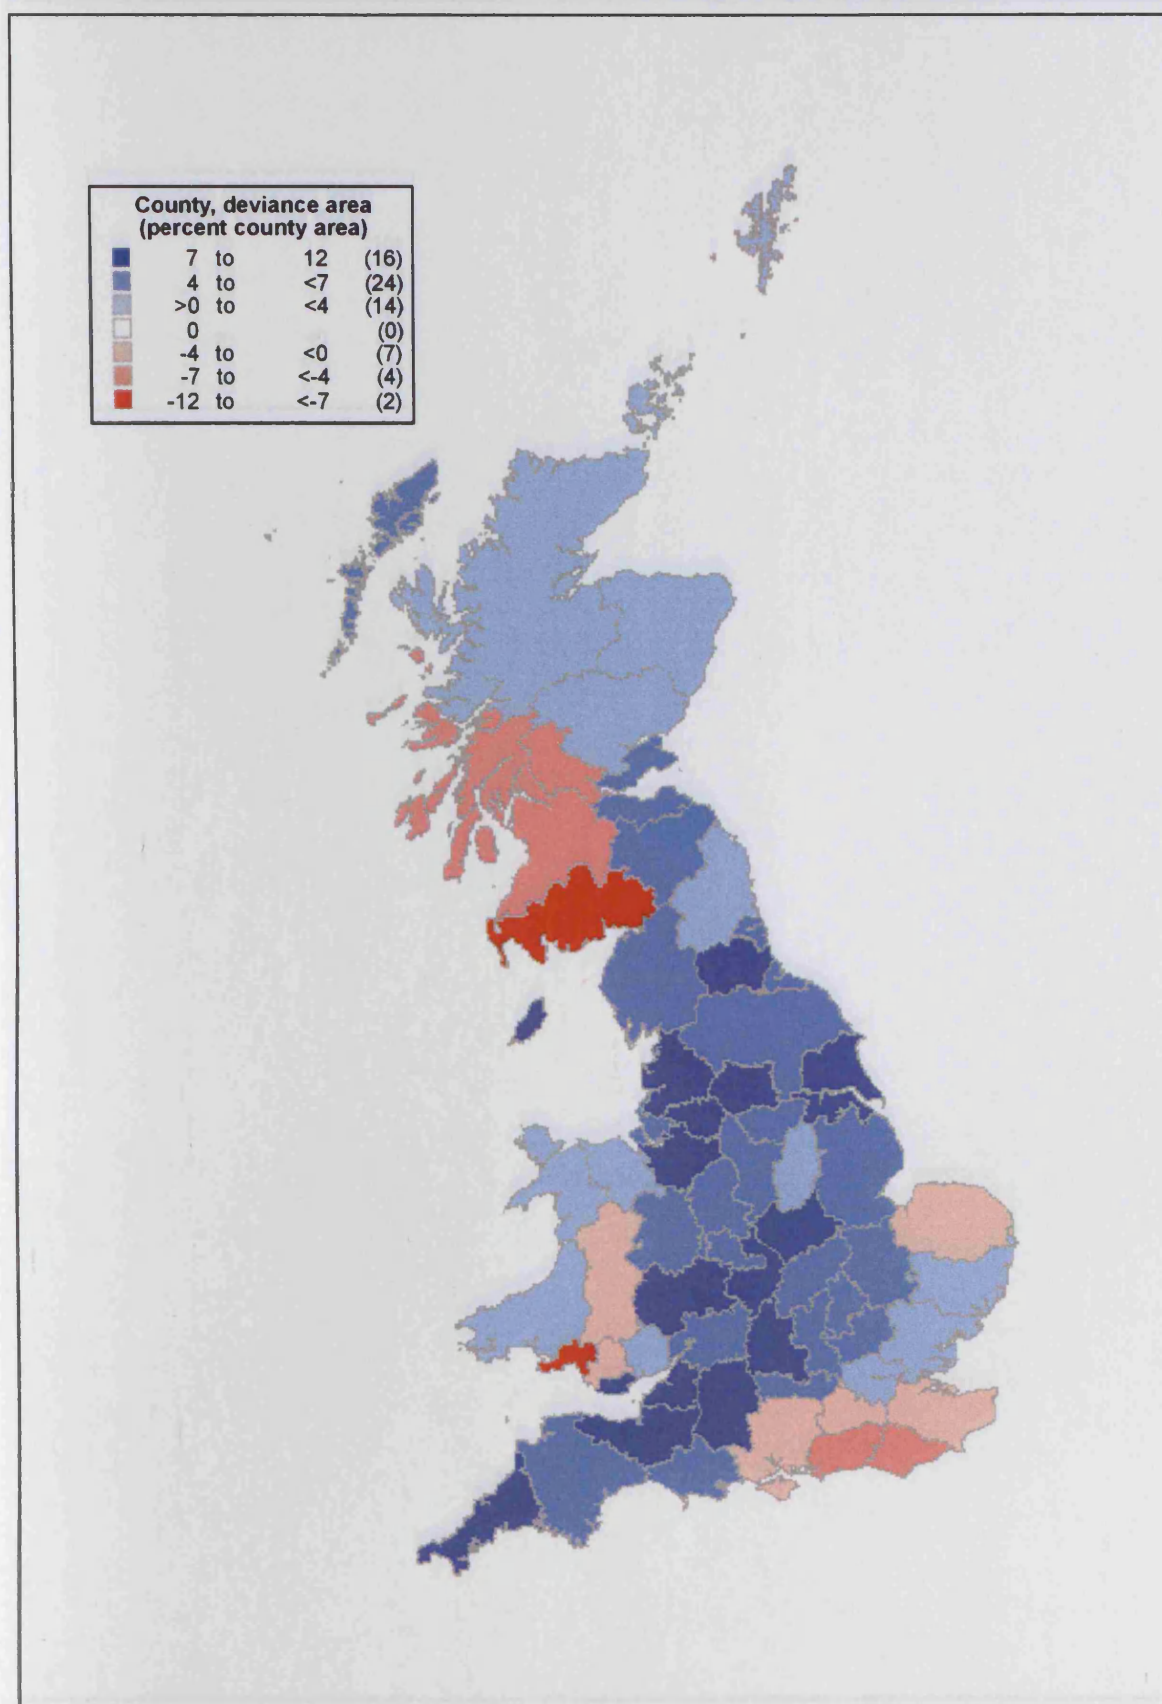 County, deviance area
(percent county area)
7 to 12 (16)
4 to <7 (24)
>0 to <4 (14)
0 (0)
-4 to <0 (7)
-7 to <-4 (4)
-12 to <-7 (2)